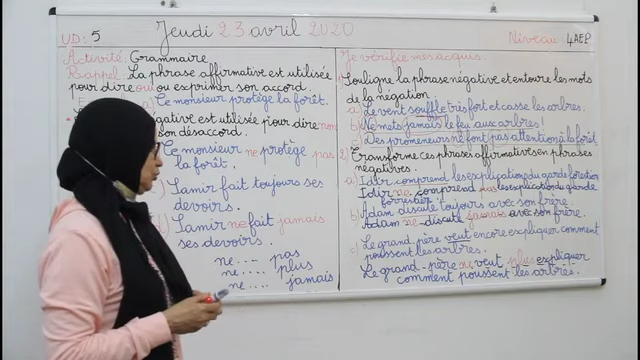 UD: 5
Jeudi 23 avril 2020
Niveau: 4AEP
Activité: Grammaire
Rappel: La phrase affirmative est utilisée
pour dire oui ou exprimer son accord.
a) Le monsieur protège la forêt.
négative est utilisée pour dire non
son désaccord.
Le monsieur ne protège pas
la forêt.
Samir fait toujours ses
devoirs.
d) Samir ne fait jamais
ses devoirs.
ne.... pas
ne.... plus
ne.... jamais
Je vérifie mes acquis.
Souligne la phrase négative et entoure les mots
de la négation.
a) Le vent souffle très fort et casse les arbres.
b) Ne mets jamais le feu aux arbres!
Des promeneurs ne font pas attention à la forêt
2) Transforme ces phrases affirmatives en phrases
négatives.
a) Idir comprend les explication du garde forestier
Idir ne comprend pas les explication du garde
forestier.
b) Adam discute toujours avec son frère.
Adam ne discute jamais avec son frère.
c) Le grand père veut encore expliquer comment
poussent les arbres.
Le grand-père ne veut plus expliquer
comment poussent les arbres.